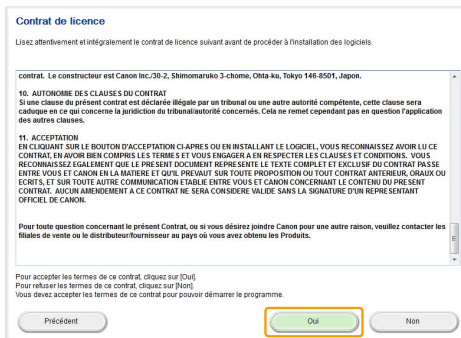 Contrat de licence
Lisez attentivement et intégralement le contrat de licence suivant avant de procéder à l'installation des logiciels.
contrat. Le constructeur est Canon Inc./30-2, Shimomaruko 3-chome, Ohta-ku, Tokyo 146-8501, Japon.
10. AUTONOMIE DES CLAUSES DU CONTRAT
Si une clause du présent contrat est déclarée illégale par un tribunal ou une autre autorité compétente, cette clause sera
caduque en ce qui concerne la juridiction du tribunal/autorité concernés. Cela ne remet cependant pas en question l'application
des autres clauses.
11. ACCEPTATION
EN CLIQUANT SUR LE BOUTON D'ACCEPTATION CI-APRES OU EN INSTALLANT LE LOGICIEL, VOUS RECONNAISSEZ AVOIR LU CE
CONTRAT, EN AVOIR BIEN COMPRIS LES TERMES ET VOUS ENGAGER A EN RESPECTER LES CLAUSES ET CONDITIONS. VOUS
RECONNAISSEZ EGALEMENT QUE LE PRESENT DOCUMENT REPRESENTE LE TEXTE COMPLET ET EXCLUSIF DU CONTRAT PASSE
ENTRE VOUS ET CANON EN LA MATIERE ET QU'IL PREVAUT SUR TOUTE PROPOSITION OU TOUT CONTRAT ANTERIEUR, ORAUX OU
ECRITS, ET SUR TOUTE AUTRE COMMUNICATION ETABLIE ENTRE VOUS ET CANON CONCERNANT LE CONTENU DU PRESENT
CONTRAT. AUCUN AMENDEMENT A CE CONTRAT NE SERA CONSIDERE VALIDE SANS LA SIGNATURE D'UN REPRESENTANT
OFFICIEL DE CANON.
Pour toute question concernant le présent Contrat, ou si vous désirez joindre Canon pour une autre raison, veuillez contacter les
filiales de vente ou le distributeur/fournisseur au pays où vous avez obtenu les Produits.
Pour accepter les termes de ce contrat, cliquez sur [Oui].
Pour refuser les termes de ce contrat, cliquez sur [Non].
Vous devez accepter les termes de ce contrat pour pouvoir démarrer le programme.
Précédent Oui Non